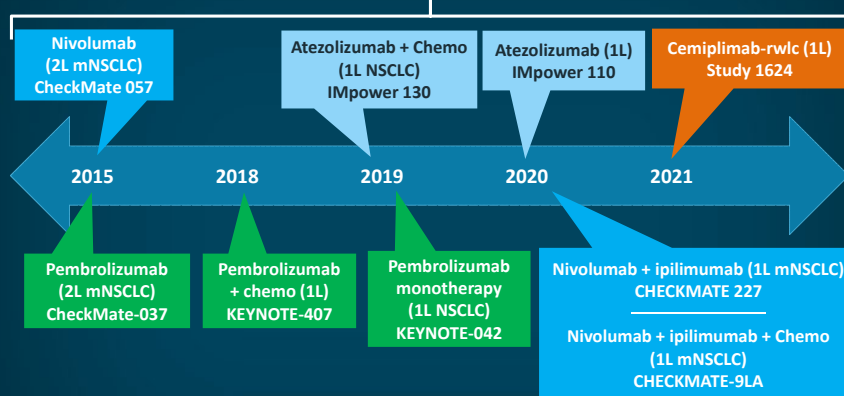 Nivolumab
(2L mNSCLC)
CheckMate 057
Atezolizumab + Chemo
(1L NSCLC)
IMpower 130
Atezolizumab (1L)
IMpower 110
Cemiplimab-rwlc (1L)
Study 1624
2015
2018
2019
2020
2021
Pembrolizumab
(2L mNSCLC)
CheckMate-037
Pembrolizumab
+ chemo (1L)
KEYNOTE-407
Pembrolizumab
monotherapy
(1L NSCLC)
KEYNOTE-042
Nivolumab + ipilimumab (1L mNSCLC)
CHECKMATE 227
Nivolumab + ipilimumab + Chemo
(1L mNSCLC)
CHECKMATE-9LA